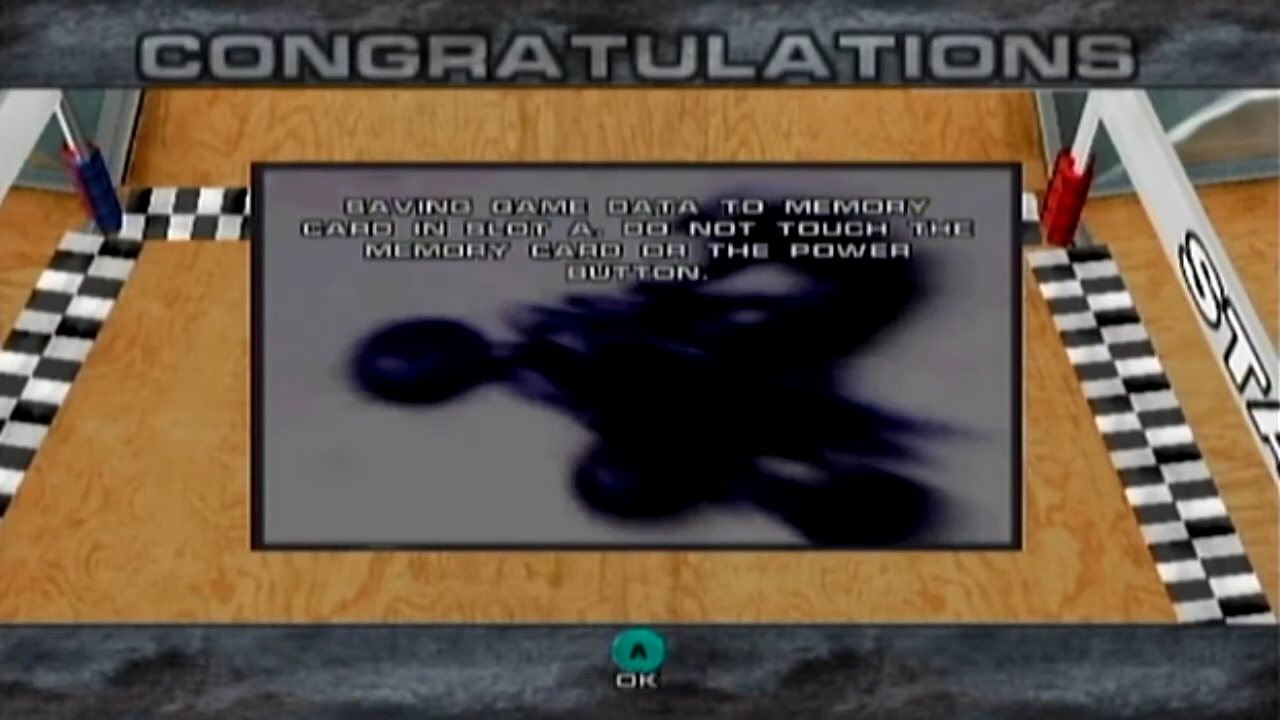 CONGRATULATIONS
SAVING GAME DATA TO MEMORY
CARD IN SLOT A. DO NOT TOUCH THE
MEMORY CARD OR THE POWER
BUTTON.
A
OK